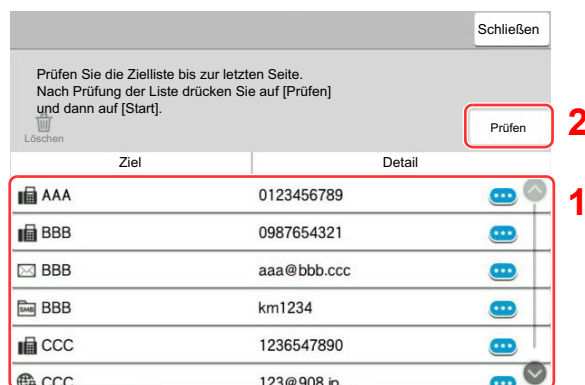 Schließen
Prüfen Sie die Zielliste bis zur letzten Seite.
Nach Prüfung der Liste drücken Sie auf [Prüfen]
und dann auf [Start].
Löschen
Prüfen
2
Ziel Detail
1
AAA 0123456789
BBB 0987654321
BBB aaa@bbb.ccc
SMB BBB km1234
CCC 1236547890
CCC 123@908.jp